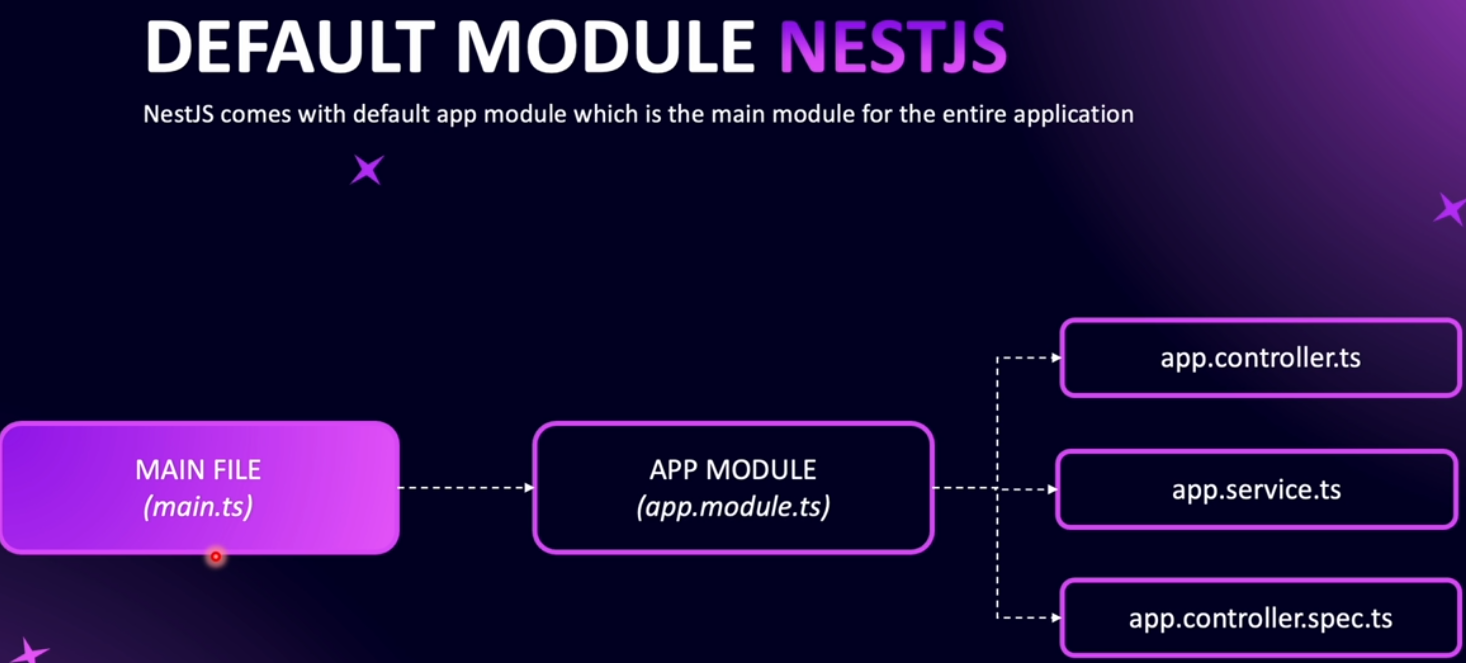 DEFAULT MODULE NESTJS
NestJS comes with default app module which is the main module for the entire application
MAIN FILE
(main.ts)
APP MODULE
(app.module.ts)
app.controller.ts
app.service.ts
app.controller.spec.ts